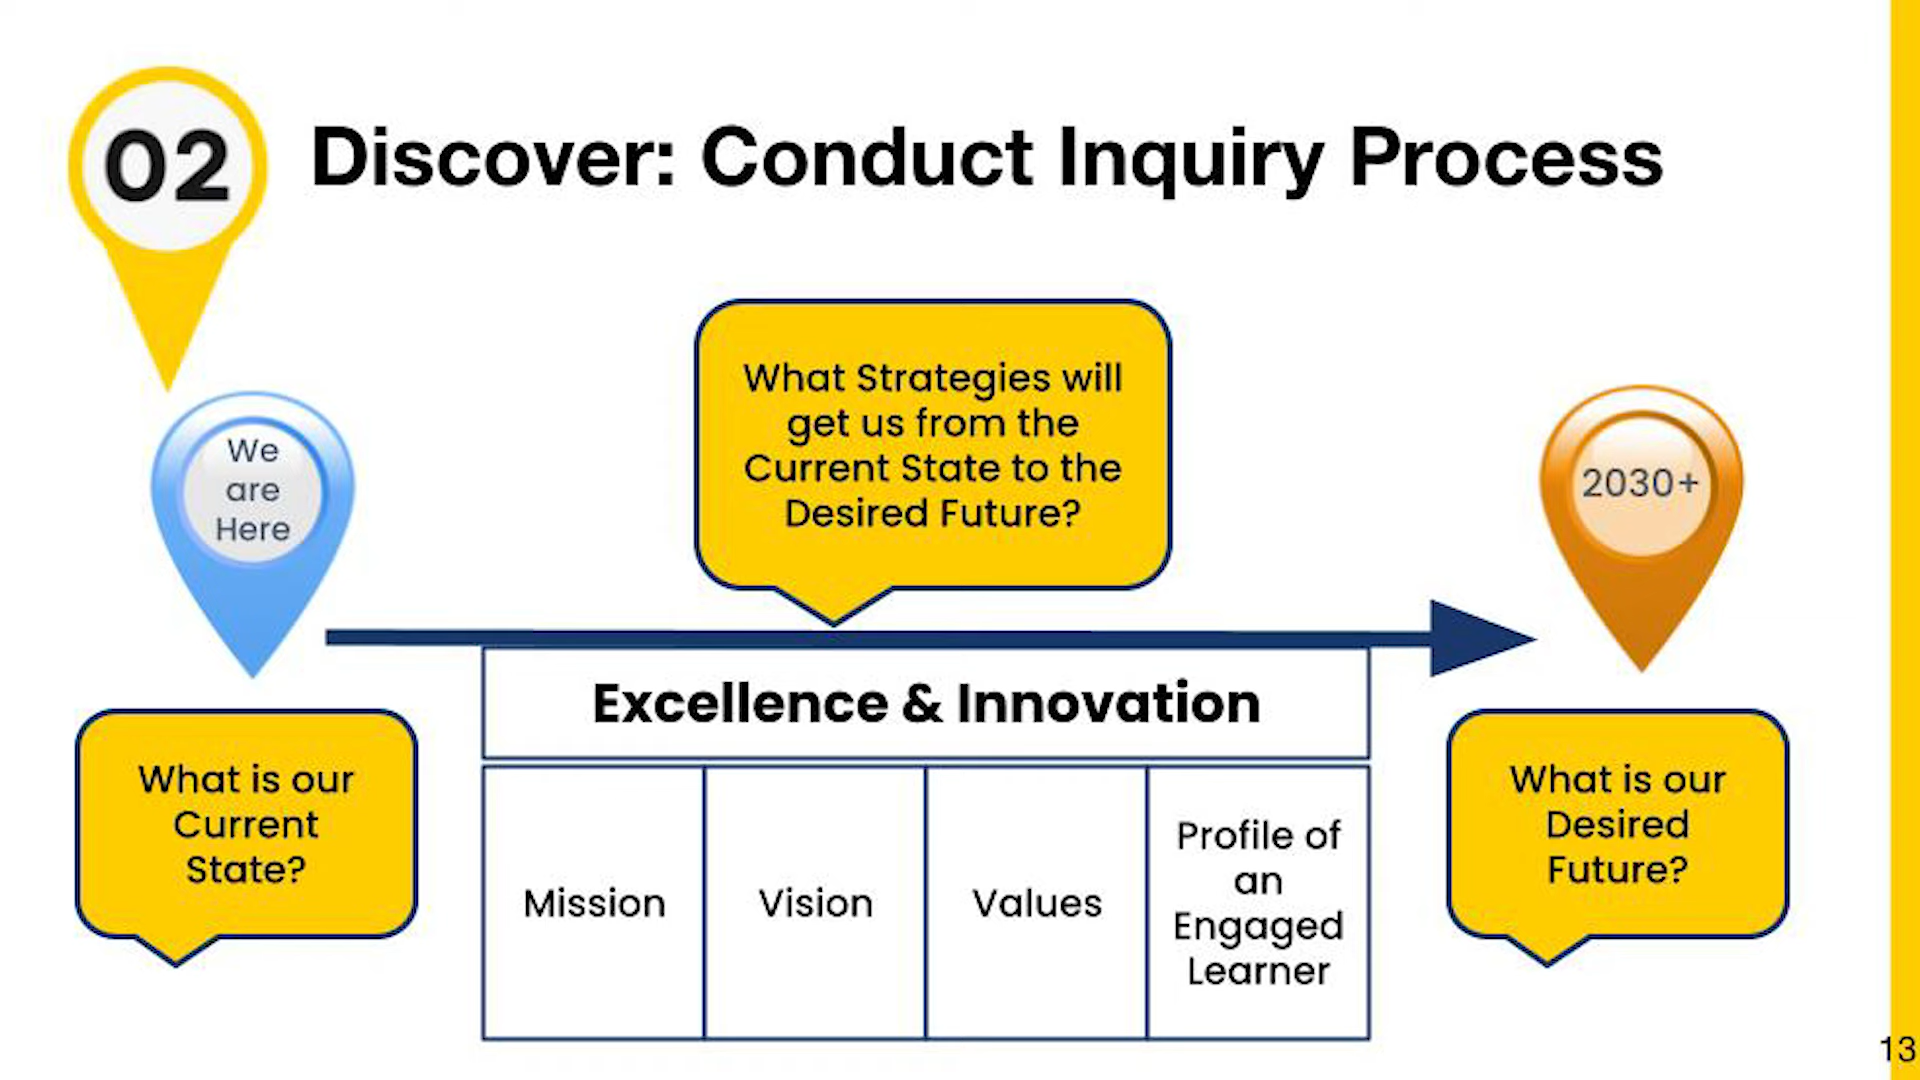 02
Discover: Conduct Inquiry Process
What Strategies will
get us from the
Current State to the
Desired Future?
We
are
Here
2030+
Excellence & Innovation
What is our
Current
State?
Mission
Vision
Values
Profile of
an
Engaged
Learner
What is our
Desired
Future?
13